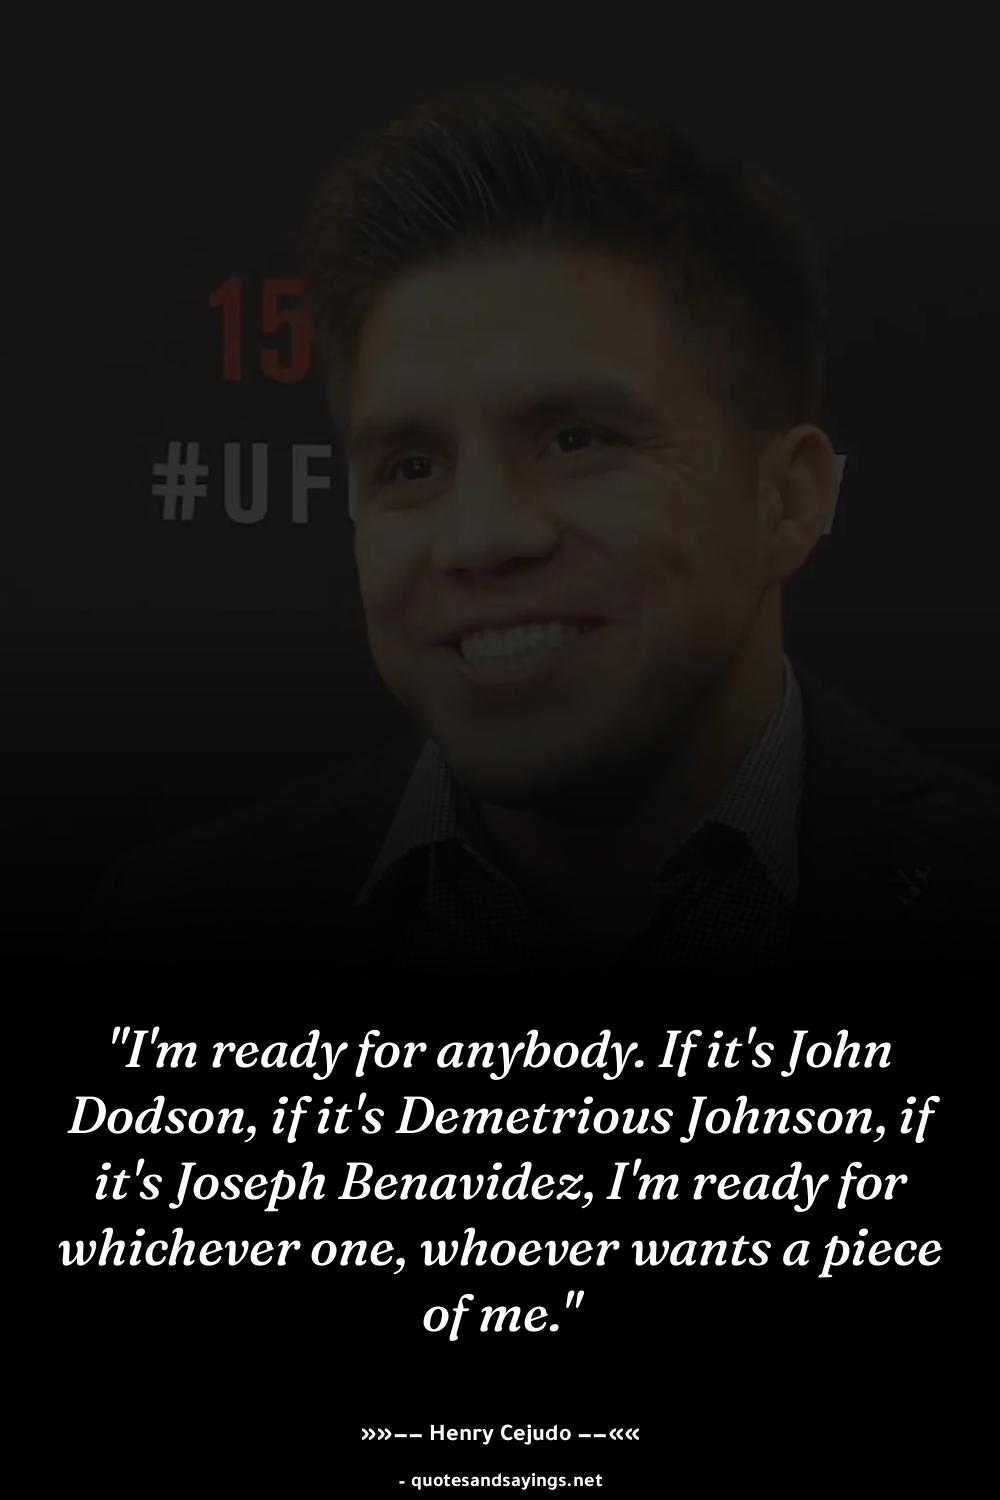 15
#UF
"I'm ready for anybody. If it's John
Dodson, if it's Demetrious Johnson, if
it's Joseph Benavidez, I'm ready for
whichever one, whoever wants a piece
of me."
»»—— Henry Cejudo ——««
- quotesandsayings.net